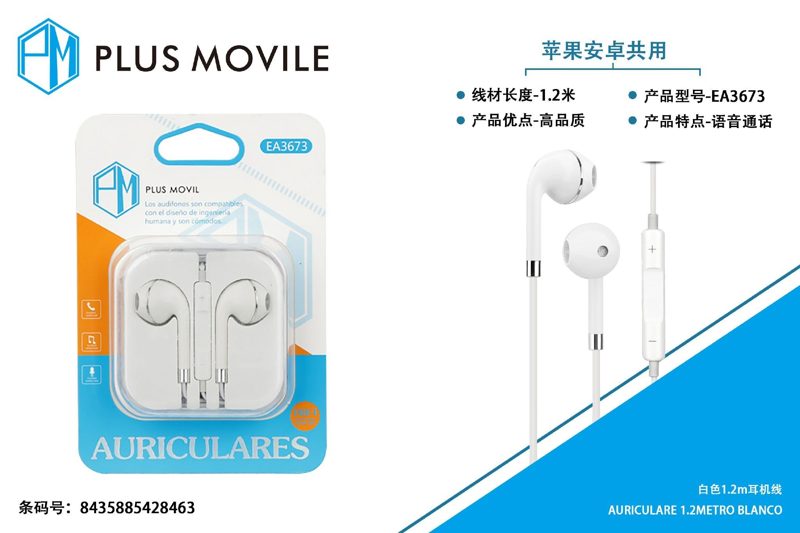 PM PLUS MOVILE
苹果安卓共用
线材长度-1.2米
产品型号-EA3673
产品优点-高品质
产品特点-语音通话
EA3673
PM
PLUS MOVIL
Los audífonos son compatibles
con el diseño de ingeniería
humana y son cómodos.
AURICULARES
白色1.2m耳机线
AURICULARE 1.2METRO BLANCO
条码号：8435885428463